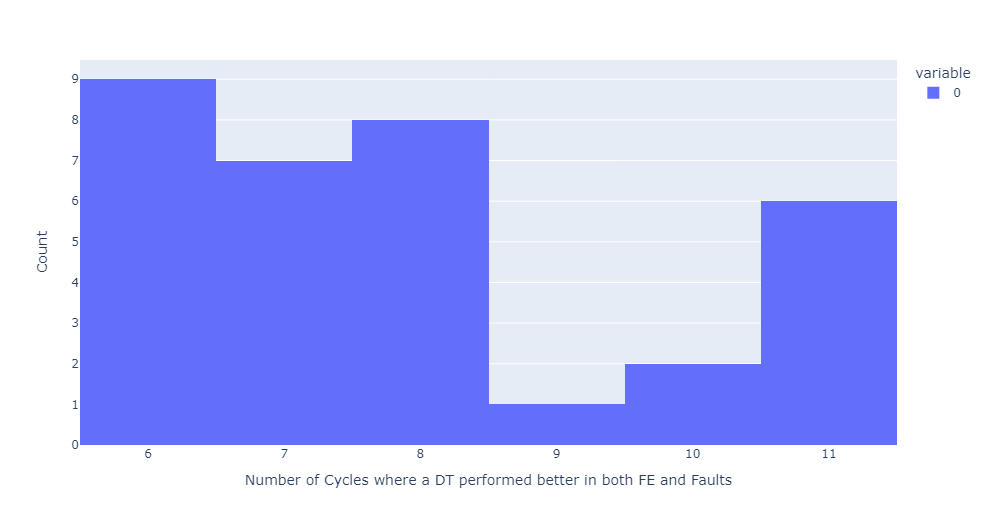 variable
0
9
8
7
6
5
4
3
2
1
0
Count
6 7 8 9 10 11
Number of Cycles where a DT performed better in both FE and Faults